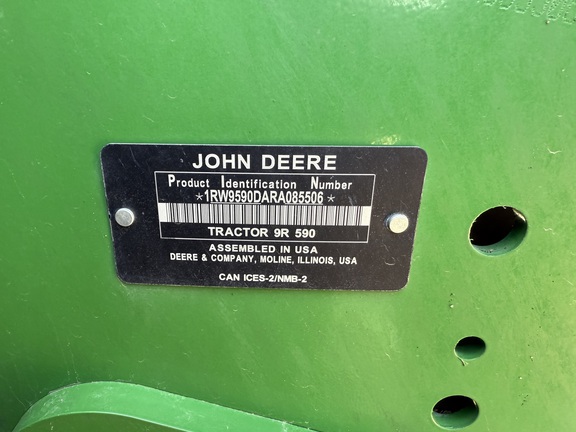 JOHN DEERE
Product Identification Number
*1RW9590DARA085506*
TRACTOR 9R 590
ASSEMBLED IN USA
DEERE & COMPANY, MOLINE, ILLINOIS, USA
CAN ICES-2/NMB-2